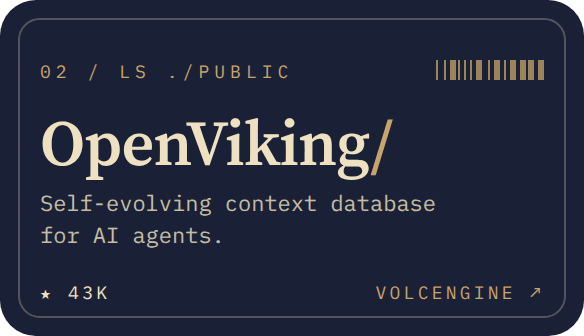 02 / LS ./PUBLIC
OpenViking/
Self-evolving context database
for AI agents.
★ 43K
VOLCENGINE ↗